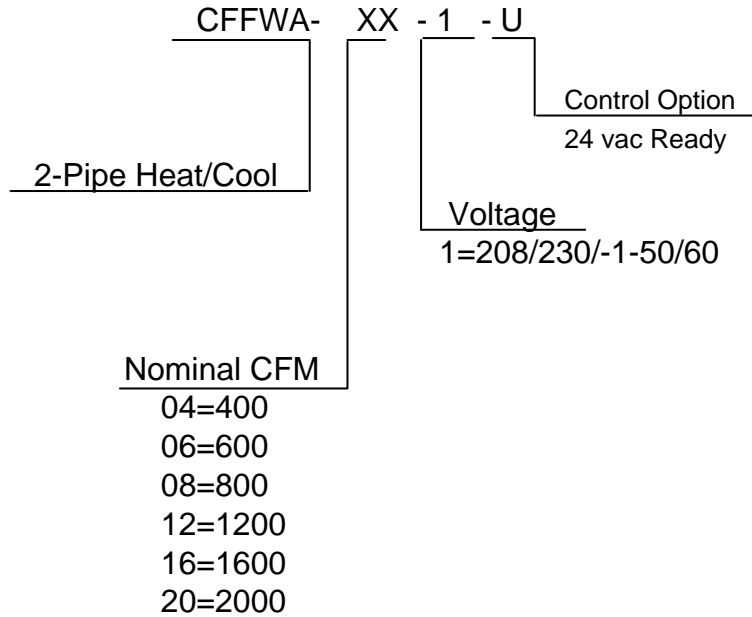 CFFWA- XX - 1 - U
Control Option
24 vac Ready
2-Pipe Heat/Cool
Voltage
1=208/230/-1-50/60
Nominal CFM
04=400
06=600
08=800
12=1200
16=1600
20=2000